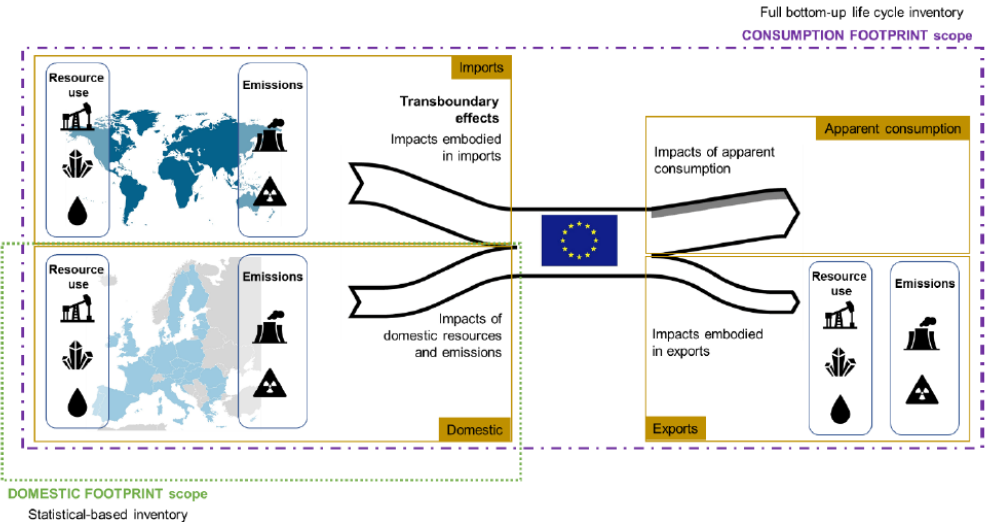 Full bottom-up life cycle inventory
CONSUMPTION FOOTPRINT scope
Imports
Resource
use
Emissions
Transboundary
effects
Impacts embodied
in imports
Apparent consumption
Impacts of apparent
consumption
Resource
use
Emissions
Impacts of
domestic resources
and emissions
Domestic
Impacts embodied
in exports
Resource
use
Emissions
Exports
DOMESTIC FOOTPRINT scope
Statistical-based inventory